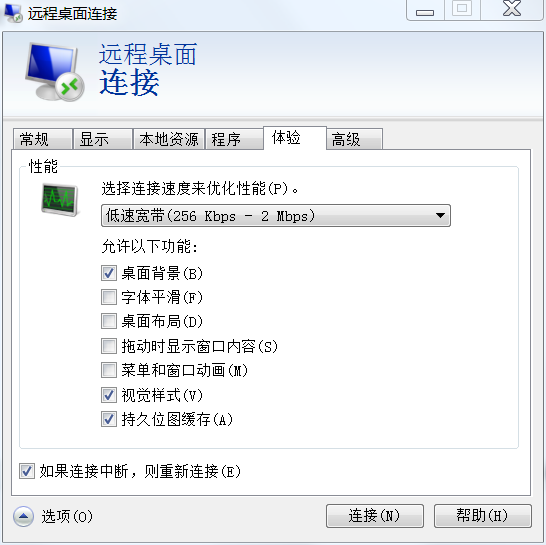 远程桌面连接
远程桌面
连接
常规 显示 本地资源 程序 体验 高级
性能
选择连接速度来优化性能(P)。
低速宽带(256 Kbps - 2 Mbps)
允许以下功能:
桌面背景(B)
字体平滑(F)
桌面布局(D)
拖动时显示窗口内容(S)
菜单和窗口动画(M)
视觉样式(V)
持久位图缓存(A)
如果连接中断，则重新连接(E)
选项(O) 连接(N) 帮助(H)